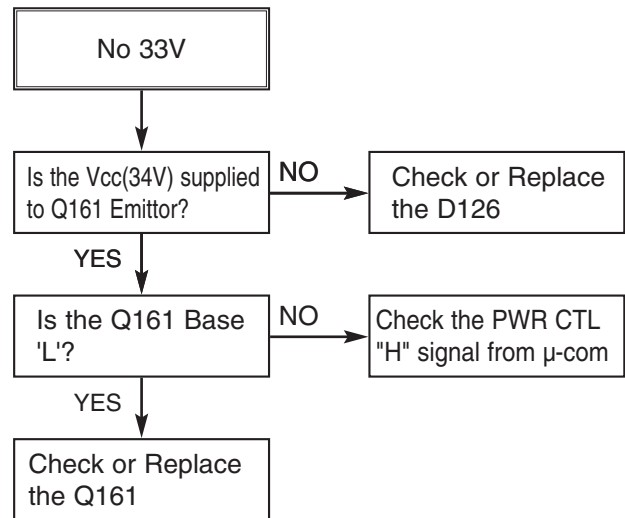 No 33V
Is the Vcc(34V) supplied
to Q161 Emittor?
NO
Check or Replace
the D126
YES
Is the Q161 Base
'L'?
NO
Check the PWR CTL
"H" signal from µ-com
YES
Check or Replace
the Q161